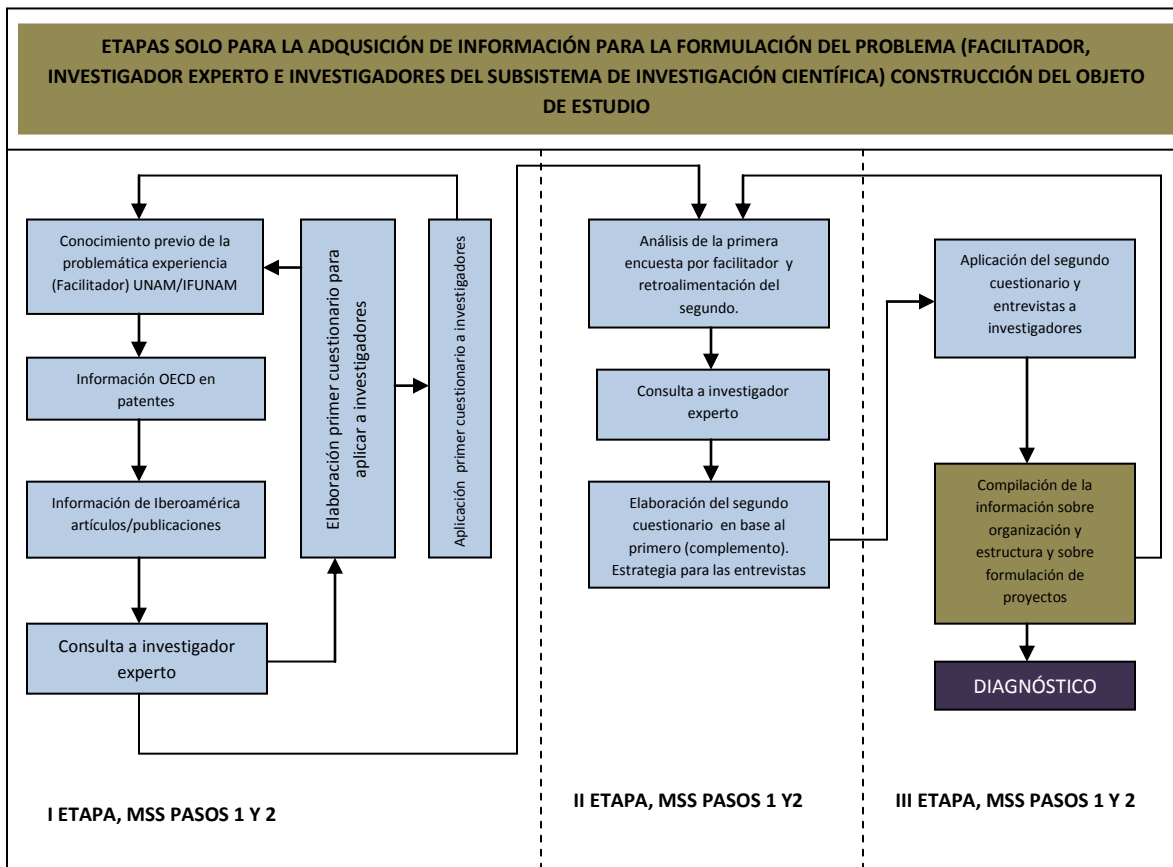 ETAPAS SOLO PARA LA ADQUSICIÓN DE INFORMACIÓN PARA LA FORMULACIÓN DEL PROBLEMA (FACILITADOR,
INVESTIGADOR EXPERTO E INVESTIGADORES DEL SUBSISTEMA DE INVESTIGACIÓN CIENTÍFICA) CONSTRUCCIÓN DEL OBJETO
DE ESTUDIO
Conocimiento previo de la
problemática experiencia
(Facilitador) UNAM/IFUNAM
Información OECD en
patentes
Información de Iberoamérica
artículos/publicaciones
Consulta a investigador
experto
Elaboración primer cuestionario para
aplicar a investigadores
Aplicación primer cuestionario a investigadores
I ETAPA, MSS PASOS 1 Y 2
Análisis de la primera
encuesta por facilitador y
retroalimentación del
segundo.
Consulta a investigador
experto
Elaboración del segundo
cuestionario en base al
primero (complemento).
Estrategia para las entrevistas
II ETAPA, MSS PASOS 1 Y2
Aplicación del segundo
cuestionario y
entrevistas a
investigadores
Compilación de la
información sobre
organización y
estructura y sobre
formulación de
proyectos
DIAGNÓSTICO
III ETAPA, MSS PASOS 1 Y 2